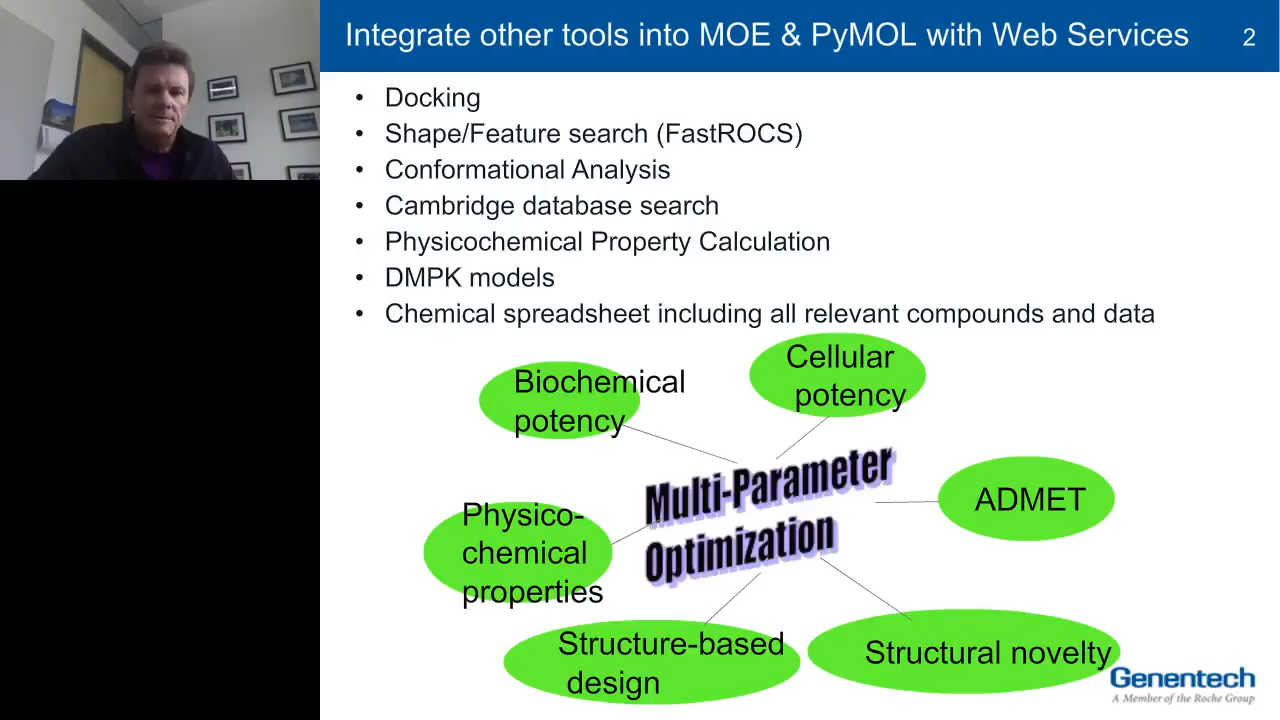 Integrate other tools into MOE & PyMOL with Web Services 2
• Docking
• Shape/Feature search (FastROCS)
• Conformational Analysis
• Cambridge database search
• Physicochemical Property Calculation
• DMPK models
• Chemical spreadsheet including all relevant compounds and data
Biochemical
potency
Cellular
potency
Multi-Parameter
Optimization
ADMET
Physico-
chemical
properties
Structure-based
design
Structural novelty
Genentech
A Member of the Roche Group